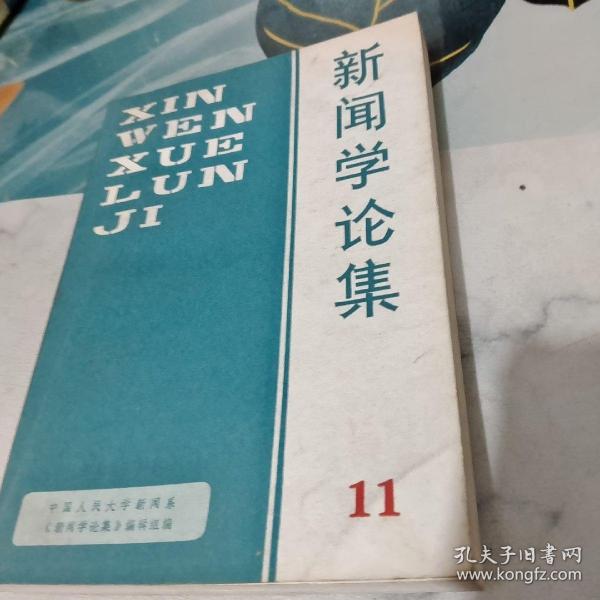 XIN
WEN
XUE
LUN
JI
新闻学论集
11
中国人民大学新闻系
《新闻学论集》编辑组编
孔夫子旧书网
www.kongfz.com